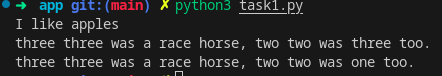 ➜ app git:(main) ✗ python3 task1.py
I like apples
three three was a race horse, two two was three too.
three three was a race horse, two two was one too.